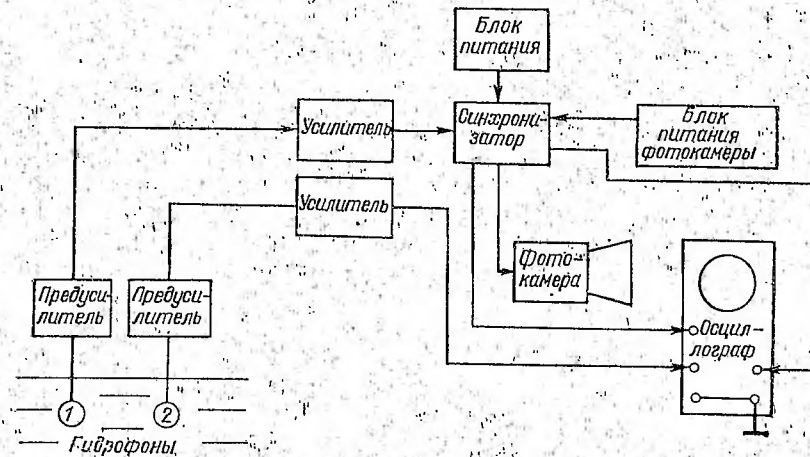 Блок
питания
Усилитель
Синхрони-
затор
Блок
питания
фотокамеры
Усилитель
Фото-
камера
Предуси-
литель
Предуси-
литель
Осцил-
лограф
1
2
Гидрофоны